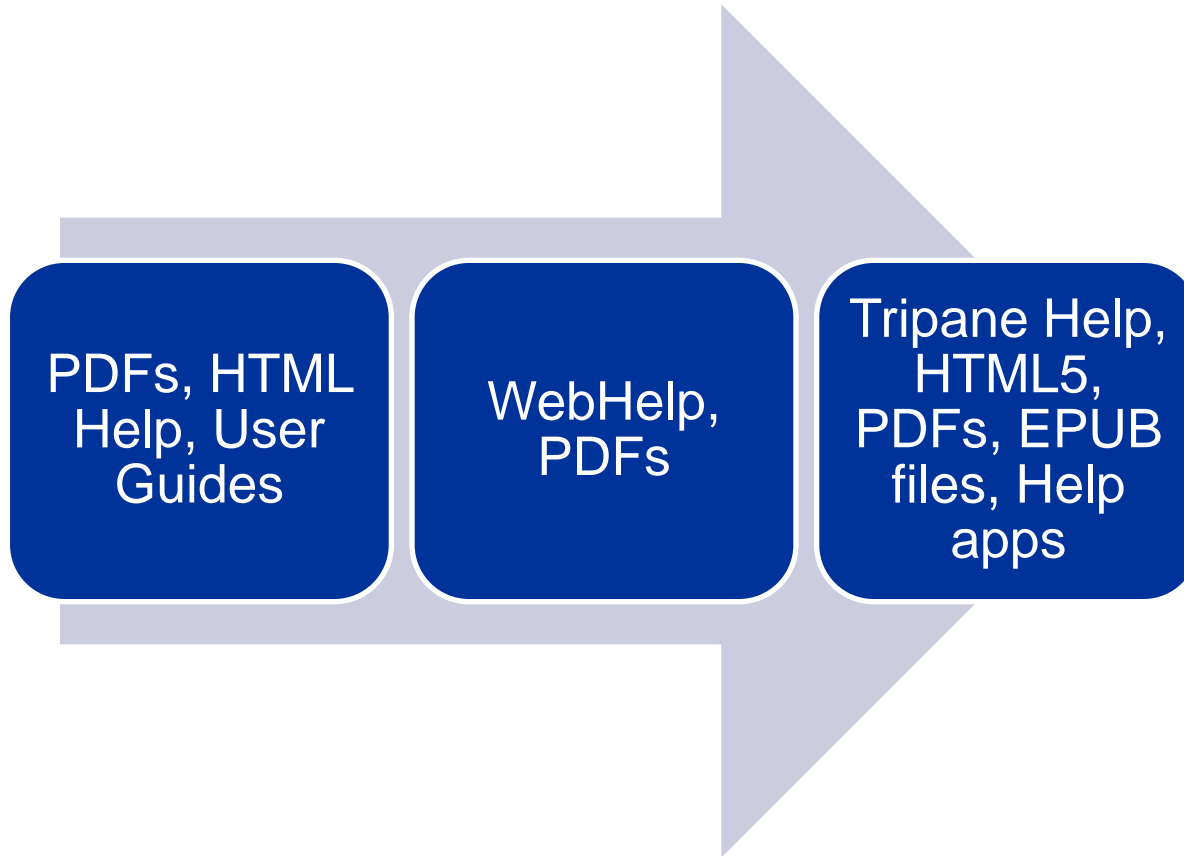 PDFs, HTML
Help, User
Guides
WebHelp,
PDFs
Tripane Help,
HTML5,
PDFs, EPUB
files, Help
apps